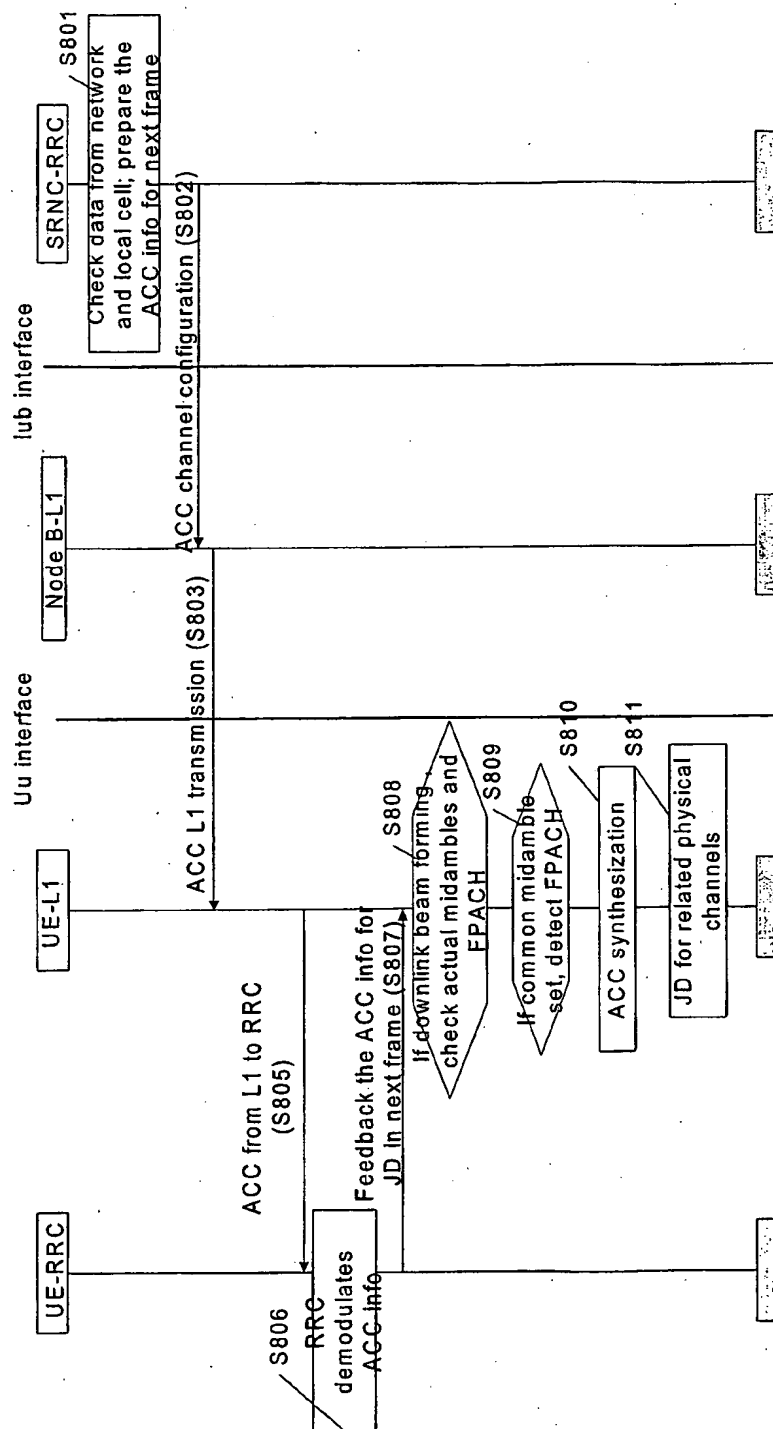 Uu interface
Iub interface
UE-RRC
UE-L1
Node B-L1
SRNC-RRC
S801
Check data from network
and local cell; prepare the
ACC info for next frame
ACC channel configuration (S802)
ACC L1 transmission (S803)
ACC from L1 to RRC
(S805)
S806
RRC
demodulates
ACC info
Feedback the ACC info for
JD in next frame (S807)
S808
If downlink beam forming,
check actual midambles and
FPACH
S809
If common midamble
set, detect FPACH
S810
ACC synthesization
S811
JD for related physical
channels